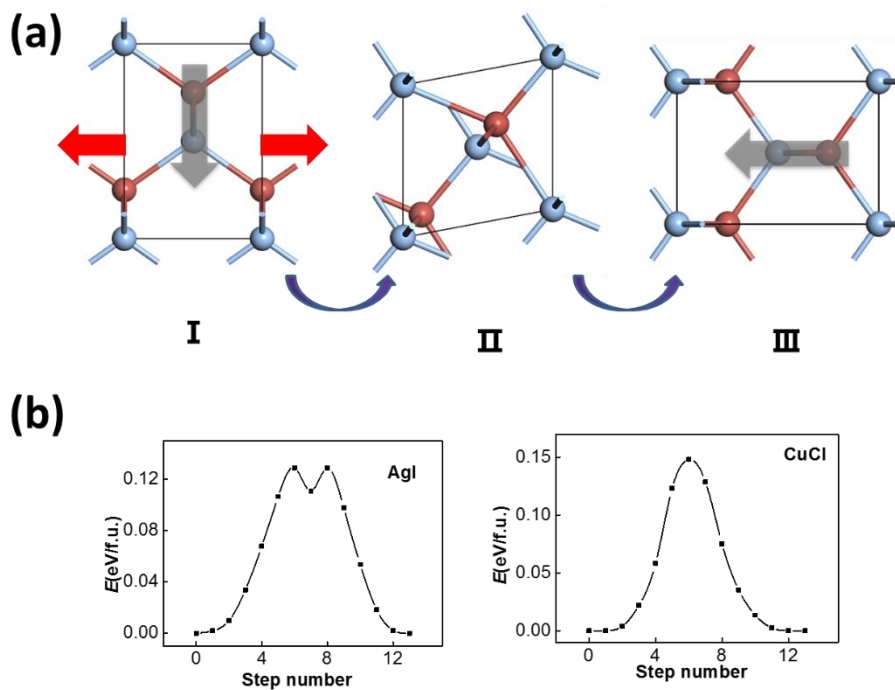 (a)
I
II
III
(b)
AgI
E(eV/f.u.)
0.12
0.08
0.04
0.00
0 4 8 12
Step number
CuCl
E(eV/f.u.)
0.15
0.10
0.05
0.00
0 4 8 12
Step number